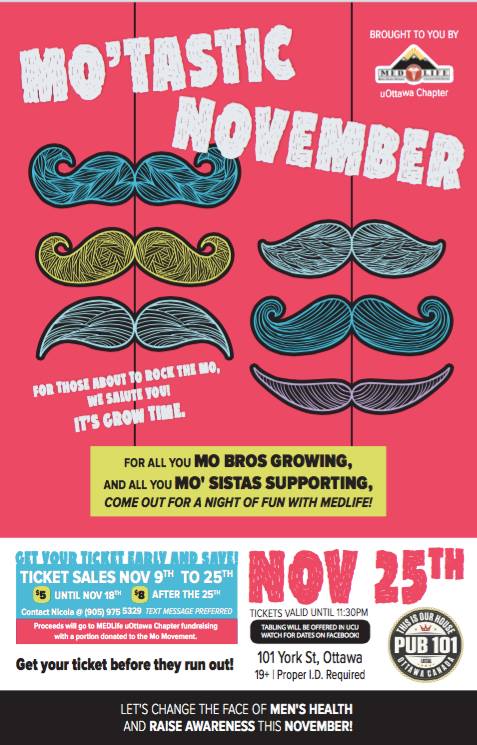 MO'TASTIC
NOVEMBER
BROUGHT TO YOU BY
MED LIFE
uOttawa Chapter
FOR THOSE ABOUT TO ROCK THE MO,
WE SALUTE YOU!
IT'S GROW TIME.
FOR ALL YOU MO BROS GROWING,
AND ALL YOU MO' SISTAS SUPPORTING,
COME OUT FOR A NIGHT OF FUN WITH MEDLIFE!
GET YOUR TICKET EARLY AND SAVE!
TICKET SALES NOV 9TH TO 25TH
$5 UNTIL NOV 18TH $8 AFTER THE 25TH
Contact Nicola @ (905) 975 5329 TEXT MESSAGE PREFERRED
Proceeds will go to MEDLife uOttawa Chapter fundraising
with a portion donated to the Mo Movement.
Get your ticket before they run out!
NOV 25TH
TICKETS VALID UNTIL 11:30PM
TABLING WILL BE OFFERED IN UCU
WATCH FOR DATES ON FACEBOOK!
101 York St, Ottawa
19+ | Proper I.D. Required
THIS IS OUR HOUSE
PUB 101
LOCAL
OTTAWA CANADA
LET'S CHANGE THE FACE OF MEN'S HEALTH
AND RAISE AWARENESS THIS NOVEMBER!